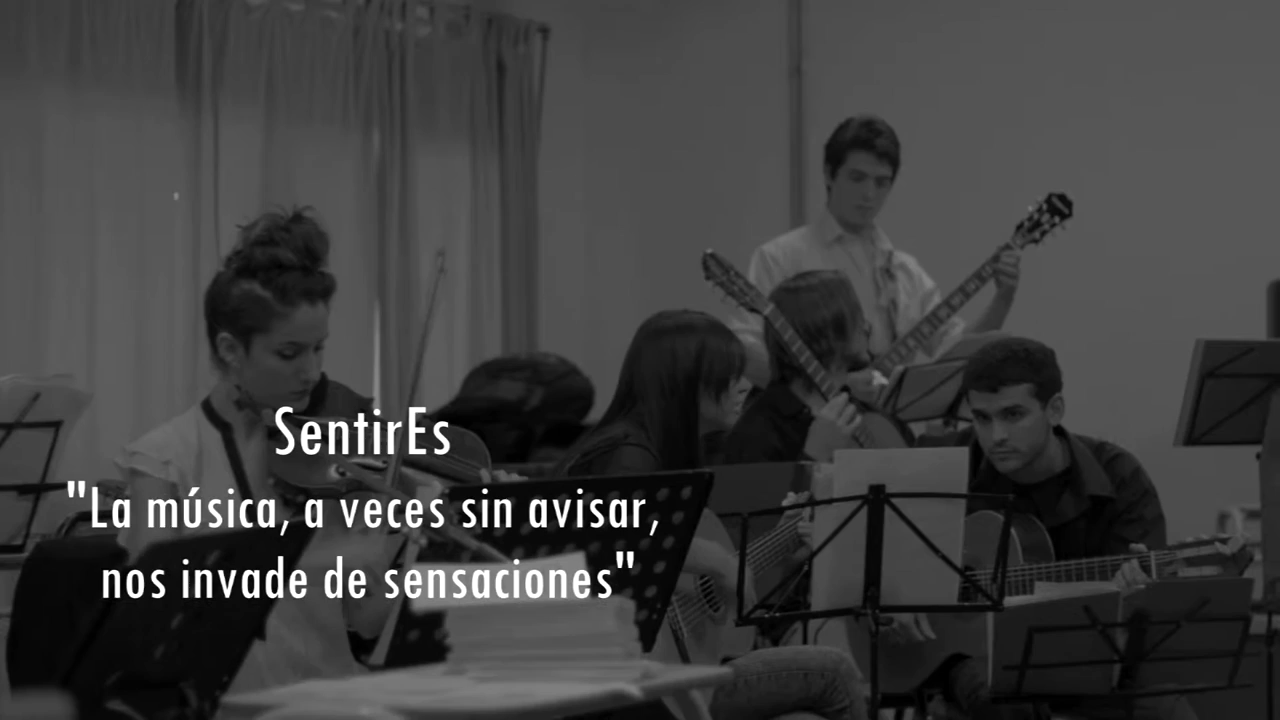 SentirEs
"La música, a veces sin avisar,
nos invade de sensaciones"